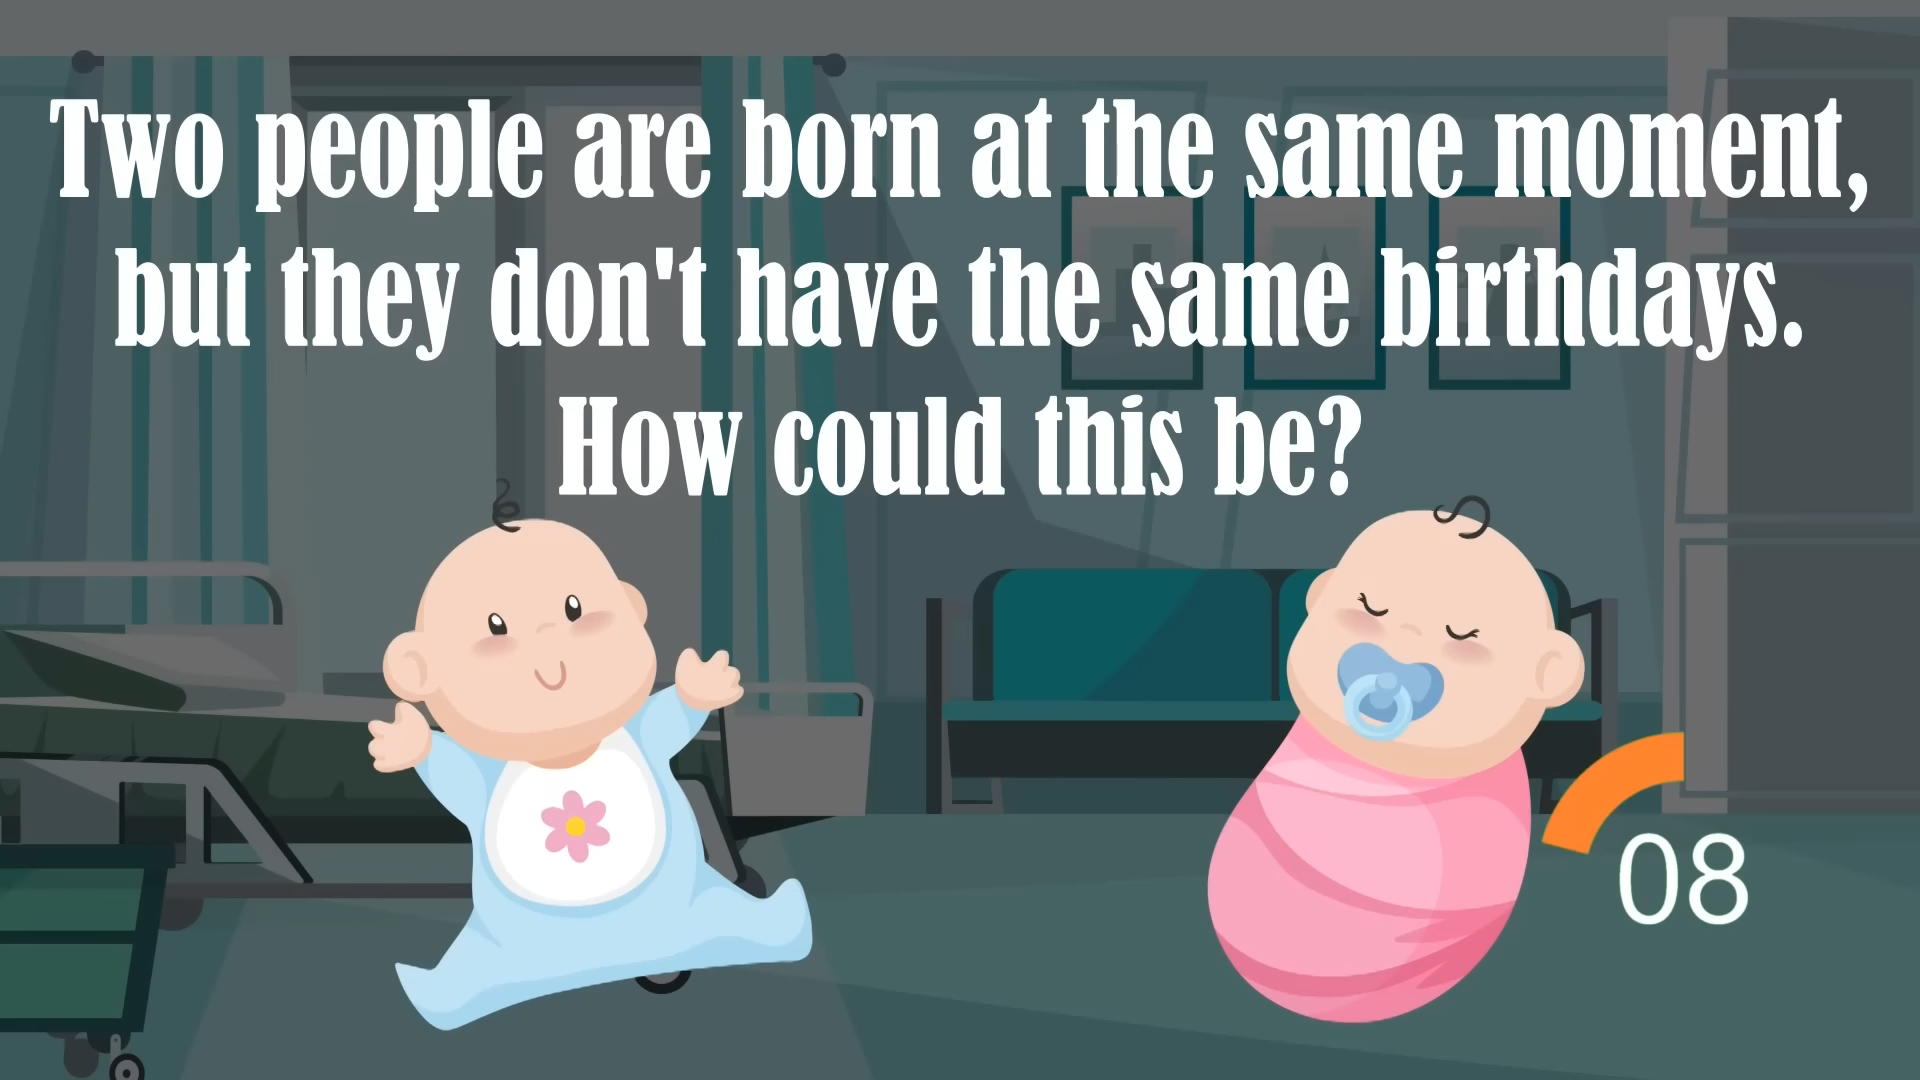 Two people are born at the same moment,
but they don't have the same birthdays.
How could this be?
08